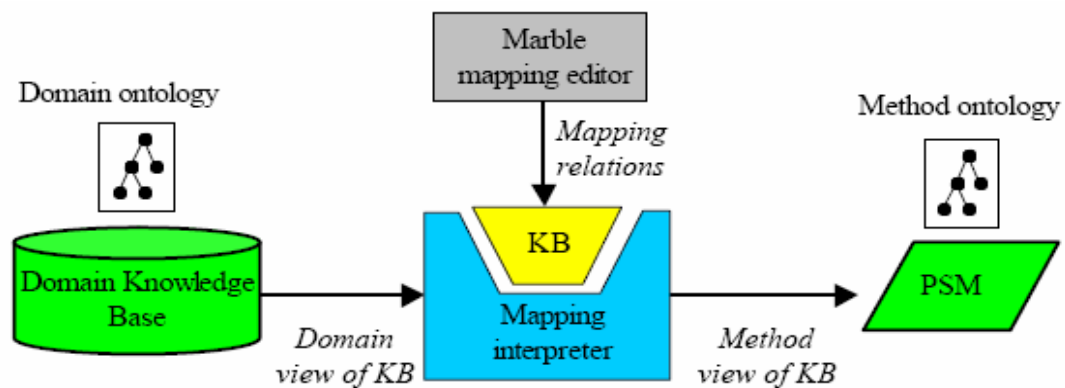 Marble
mapping editor
Domain ontology
Method ontology
Mapping
relations
KB
Domain Knowledge
Base
PSM
Mapping
interpreter
Domain
view of KB
Method
view of KB